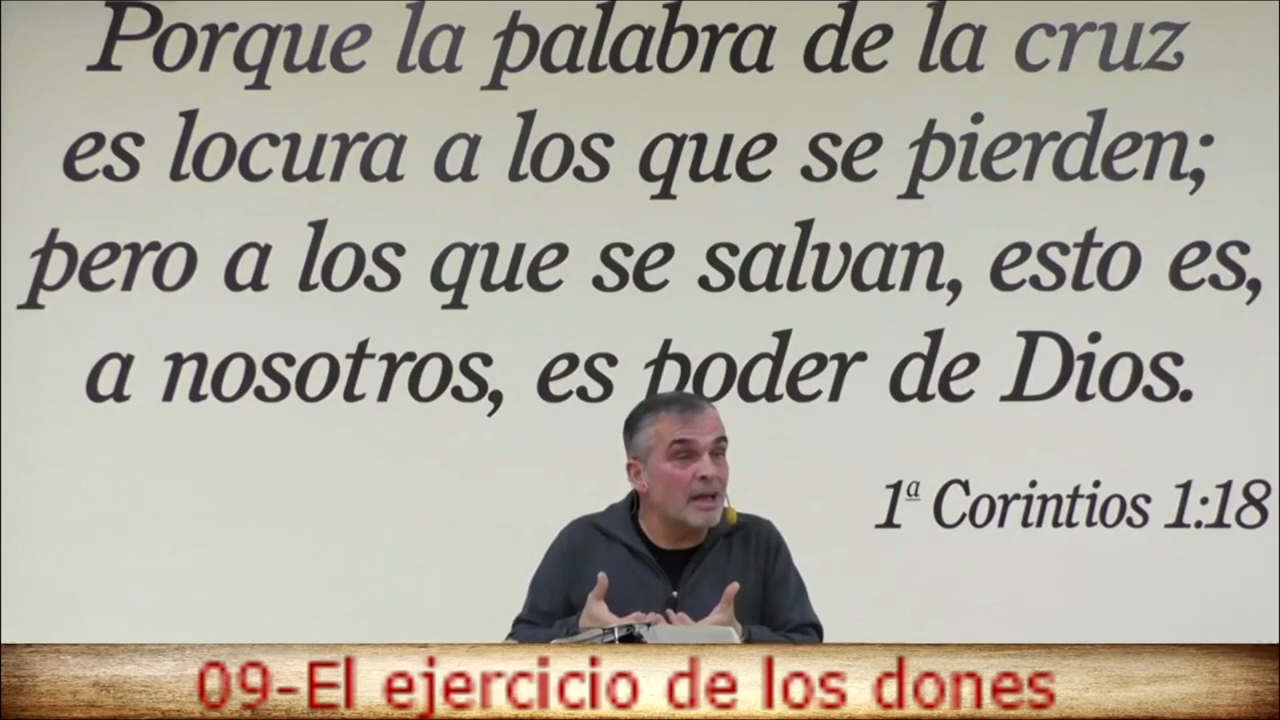 Porque la palabra de la cruz
es locura a los que se pierden;
pero a los que se salvan, esto es,
a nosotros, es poder de Dios.
1ª Corintios 1:18
09-El ejercicio de los dones